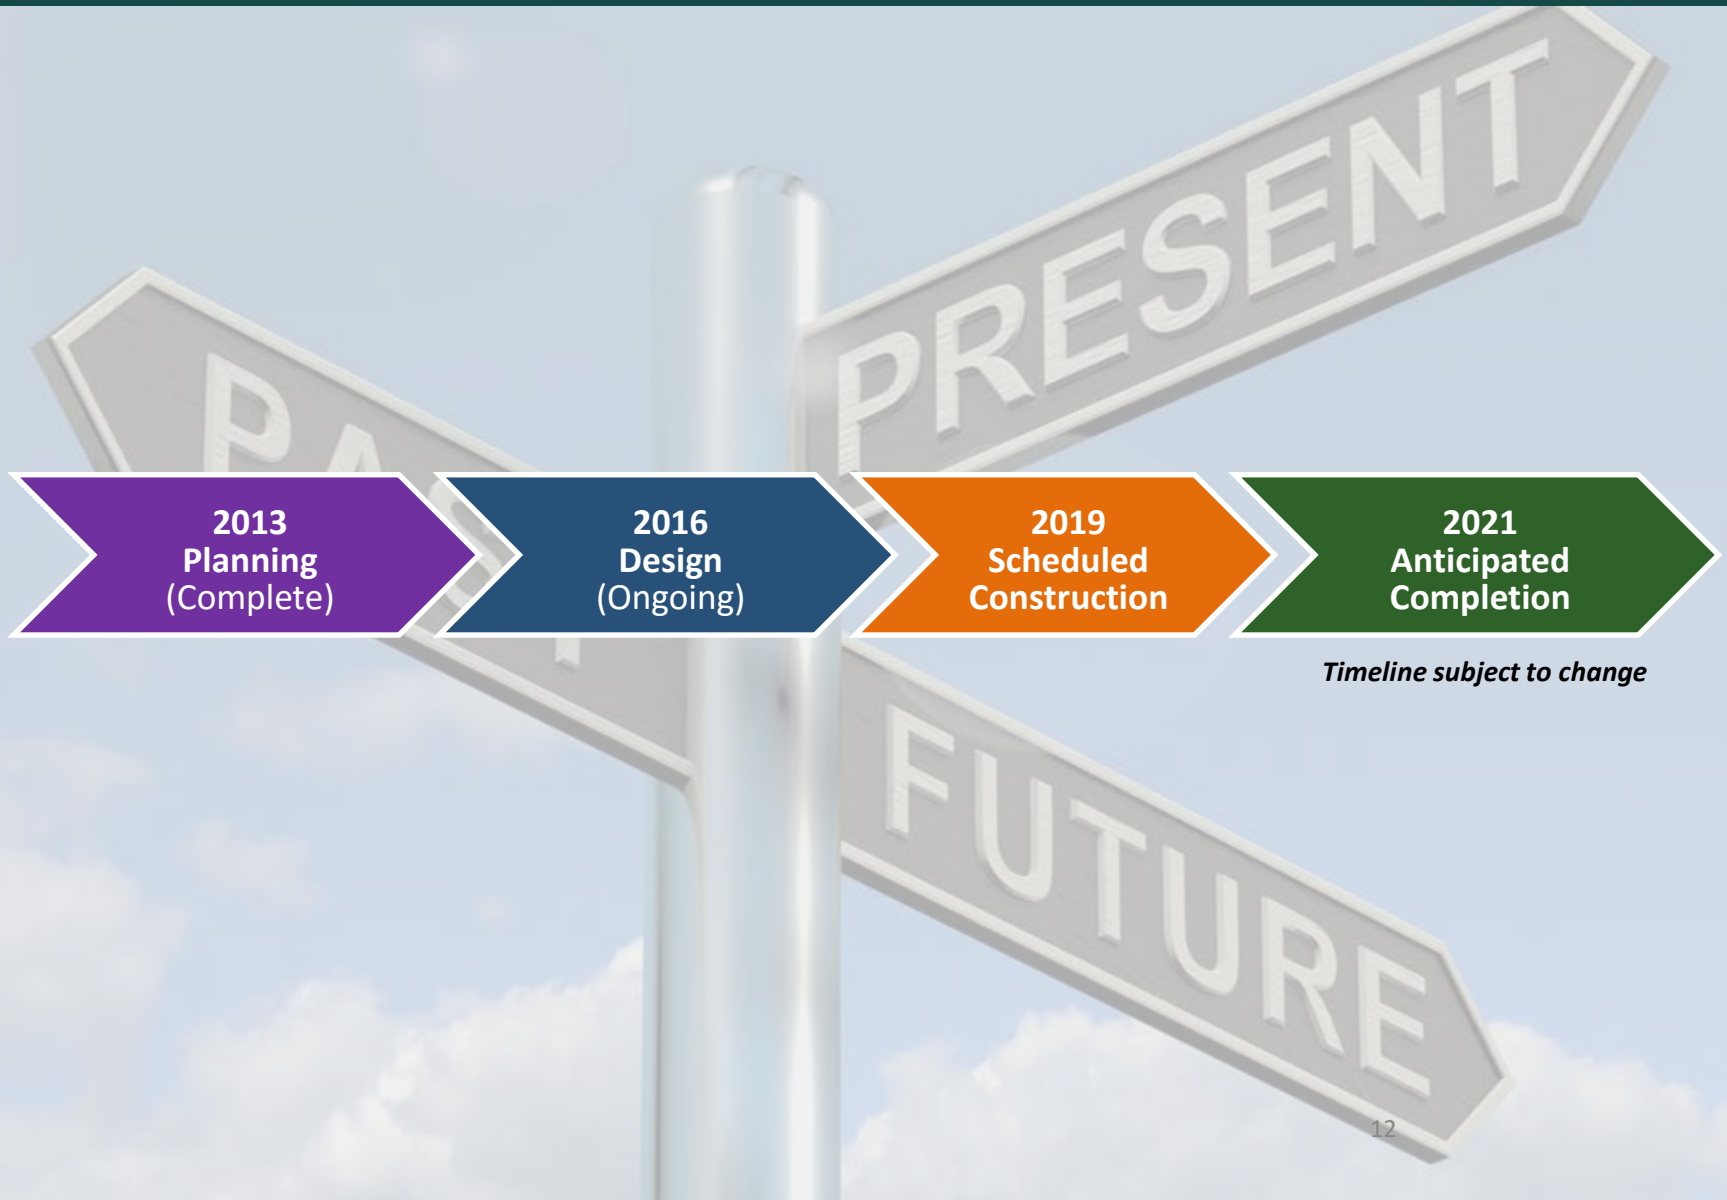 PRESENT
PAST
2013
Planning
(Complete)
2016
Design
(Ongoing)
2019
Scheduled
Construction
2021
Anticipated
Completion
Timeline subject to change
FUTURE
12